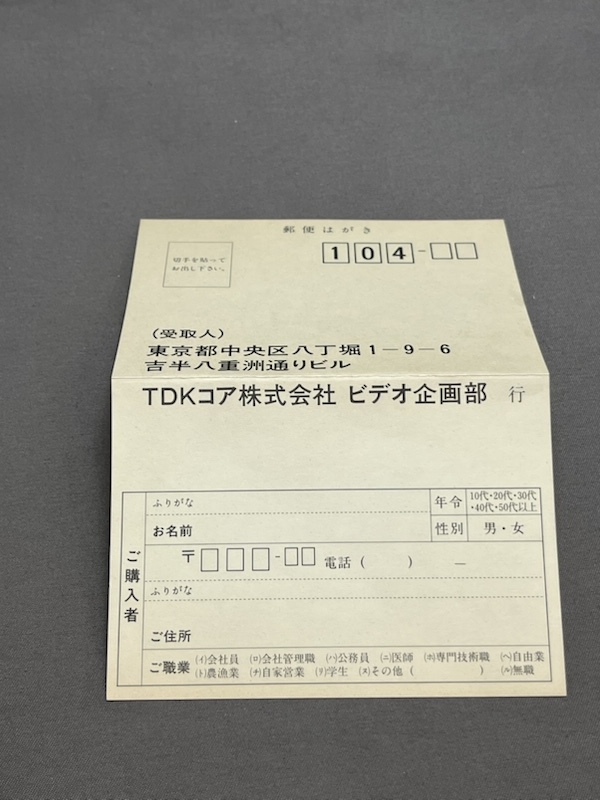 郵便はがき
切手を貼って
お出し下さい。
104-□□
(受取人)
東京都中央区八丁堀1-9-6
吉半八重洲通りビル
TDKコア株式会社 ビデオ企画部 行
ご購入者
ふりがな
お名前
年令
10代・20代・30代
・40代・50代以上
性別
男・女
〒□□□-□□ 電話( ) ―
ふりがな
ご住所
ご職業
(イ)会社員 (ロ)会社管理職 (ハ)公務員 (ニ)医師 (ホ)専門技術職 (ヘ)自由業
(ト)農漁業 (チ)自家営業 (リ)学生 (ヌ)その他( ) (ル)無職